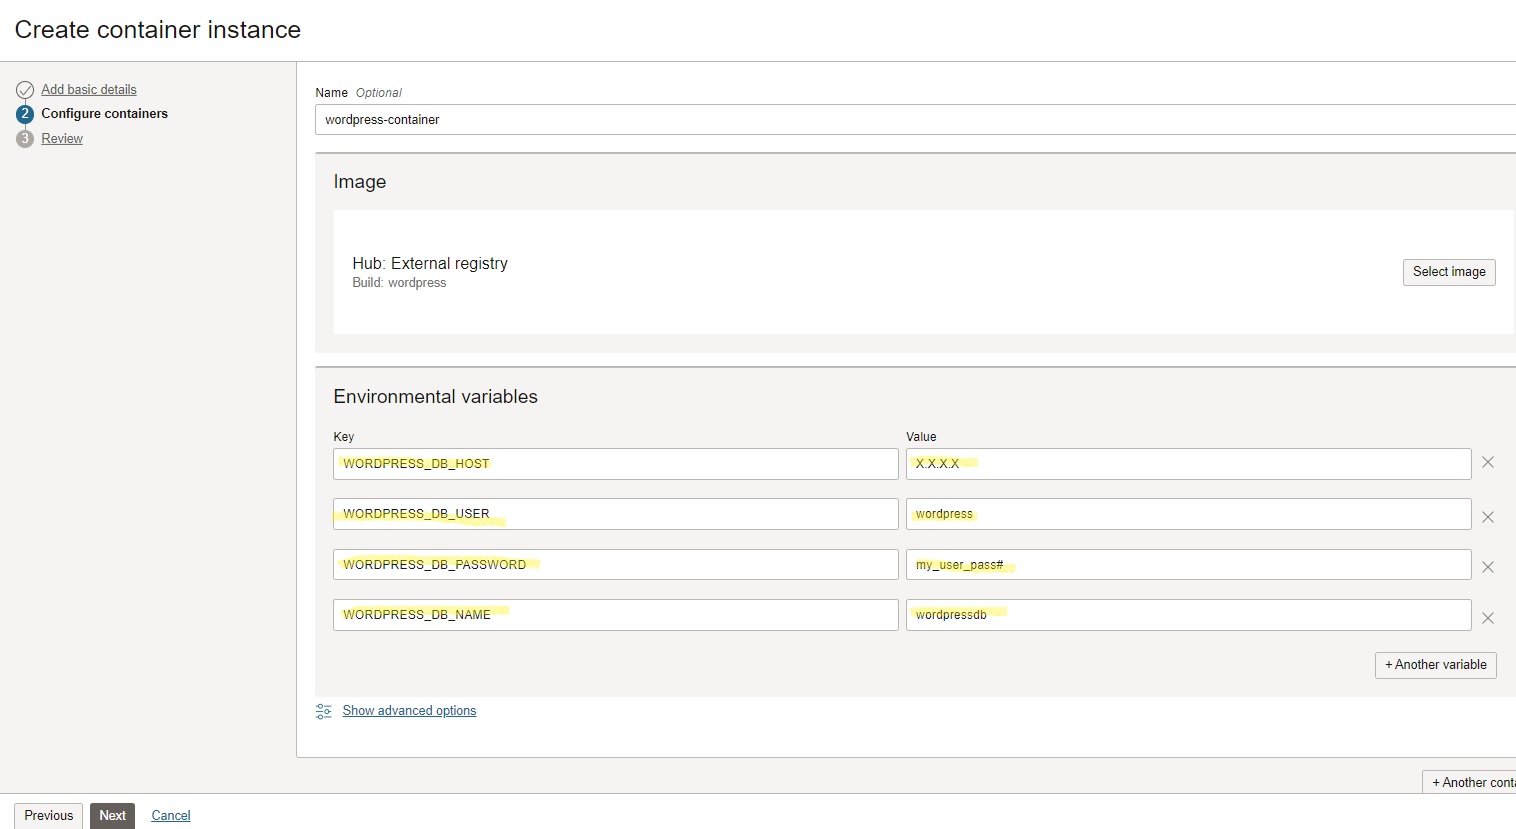 Create container instance
Add basic details
2 Configure containers
3 Review
Name Optional
wordpress-container
Image
Hub: External registry
Build: wordpress
Select image
Environmental variables
Key Value
WORDPRESS_DB_HOST X.X.X.X
WORDPRESS_DB_USER wordpress
WORDPRESS_DB_PASSWORD my_user_pass#
WORDPRESS_DB_NAME wordpressdb
+ Another variable
Show advanced options
+ Another conta
Previous Next Cancel